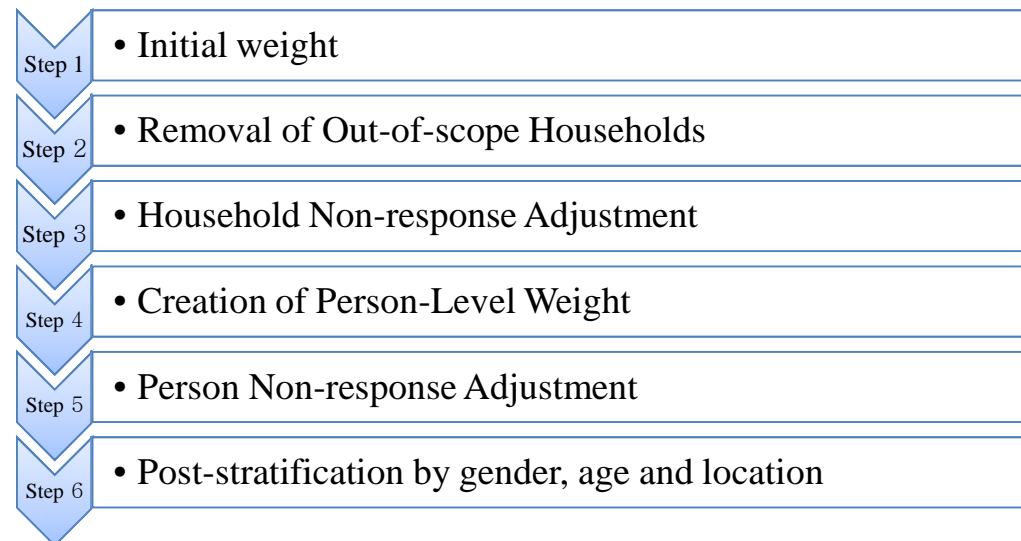 Step 1
• Initial weight
Step 2
• Removal of Out-of-scope Households
Step 3
• Household Non-response Adjustment
Step 4
• Creation of Person-Level Weight
Step 5
• Person Non-response Adjustment
Step 6
• Post-stratification by gender, age and location